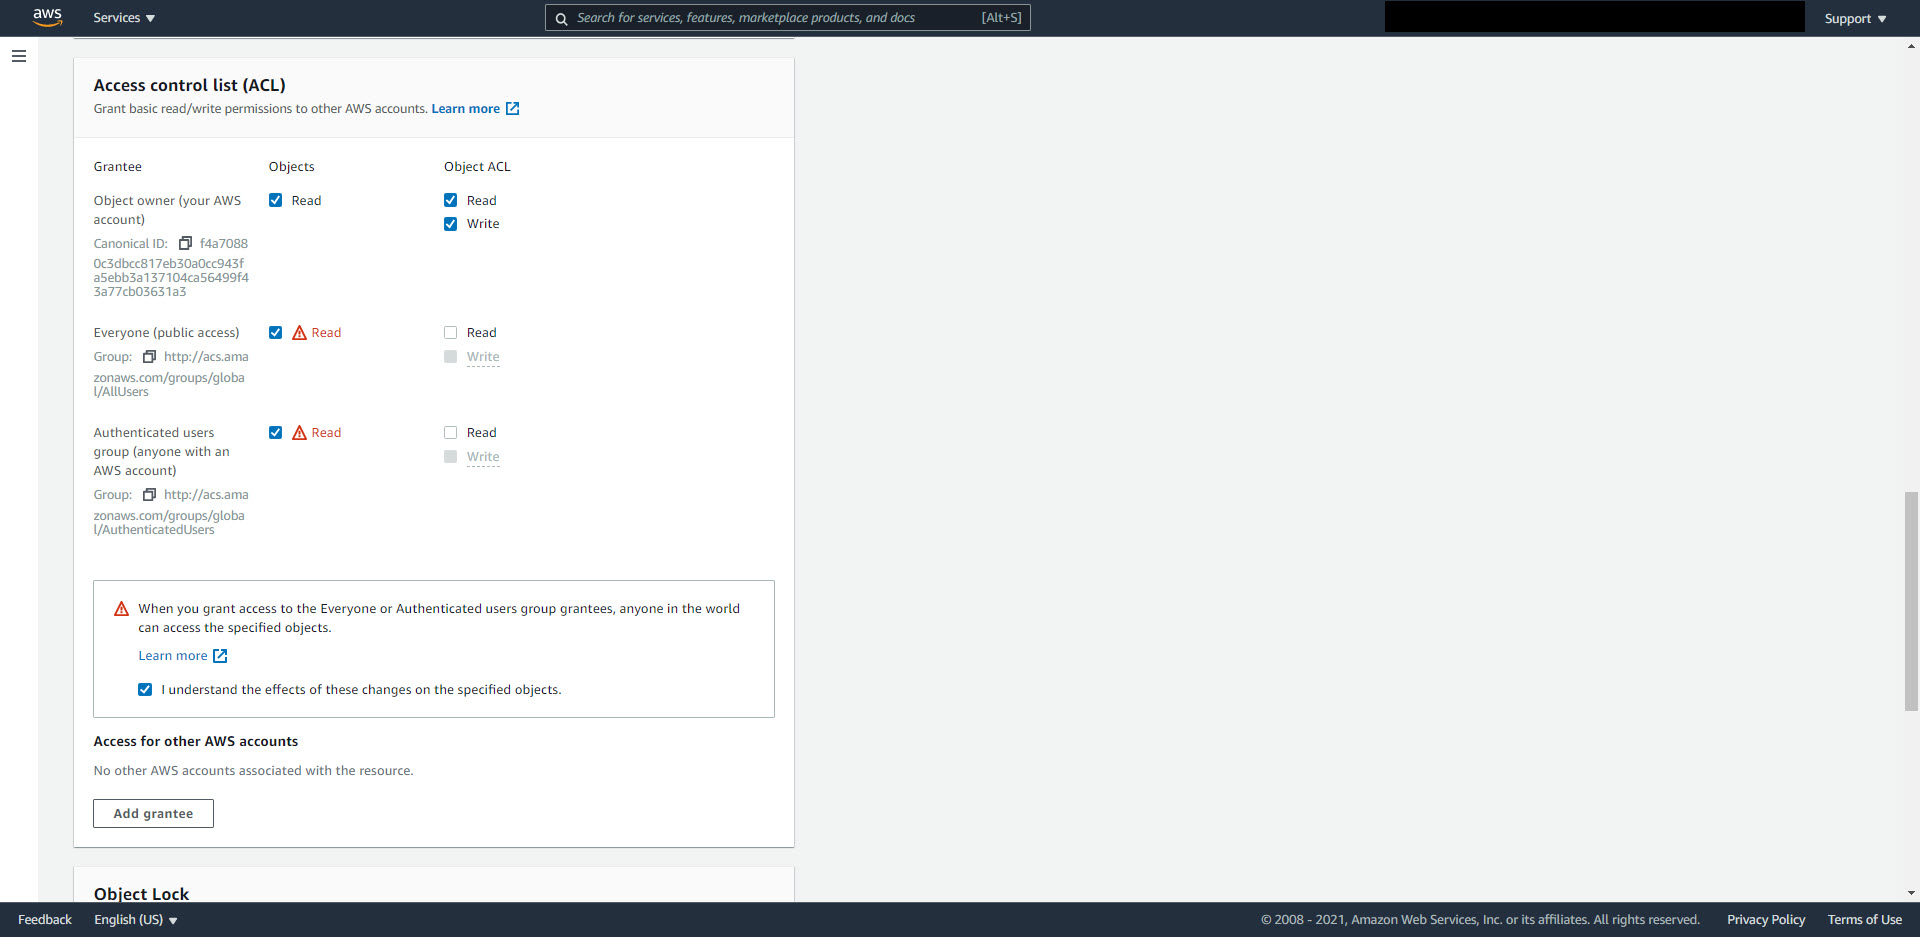 aws Services Search for services, features, marketplace products, and docs [Alt+S] Support
Access control list (ACL)
Grant basic read/write permissions to other AWS accounts. Learn more
Grantee Objects Object ACL
Object owner (your AWS account) Read Read
Write
Canonical ID: f4a7088
0c3dbcc817eb30a0cc943f
a5ebb3a137104ca56499f4
3a77cb03631a3
Everyone (public access) Read Read
Group: http://acs.ama Write
zonaws.com/groups/globa
l/AllUsers
Authenticated users Read Read
group (anyone with an Write
AWS account)
Group: http://acs.ama
zonaws.com/groups/globa
l/AuthenticatedUsers
When you grant access to the Everyone or Authenticated users group grantees, anyone in the world
can access the specified objects.
Learn more
I understand the effects of these changes on the specified objects.
Access for other AWS accounts
No other AWS accounts associated with the resource.
Add grantee
Object Lock
Feedback English (US) © 2008 - 2021, Amazon Web Services, Inc. or its affiliates. All rights reserved. Privacy Policy Terms of Use